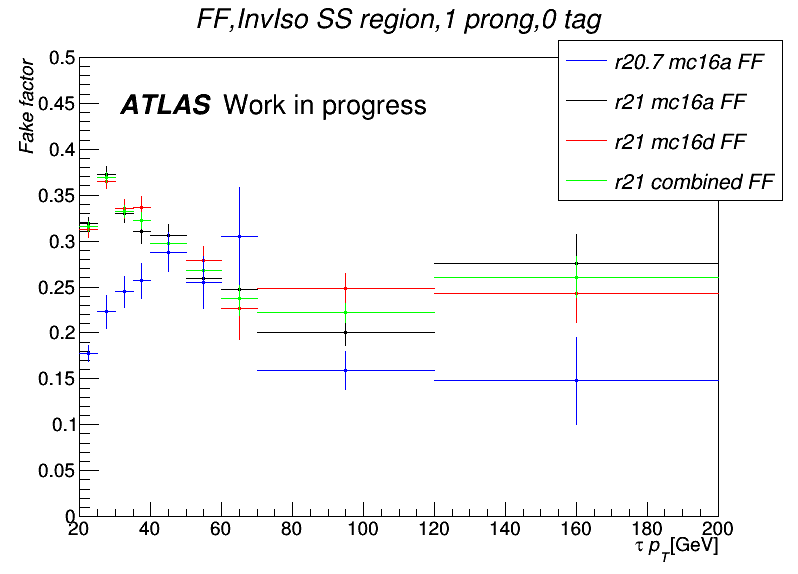 FF,InvIso SS region,1 prong,0 tag
Fake factor
0.5
0.45
0.4
0.35
0.3
0.25
0.2
0.15
0.1
0.05
0
ATLAS Work in progress
r20.7 mc16a FF
r21 mc16a FF
r21 mc16d FF
r21 combined FF
20 40 60 80 100 120 140 160 180 200
τ p_T[GeV]